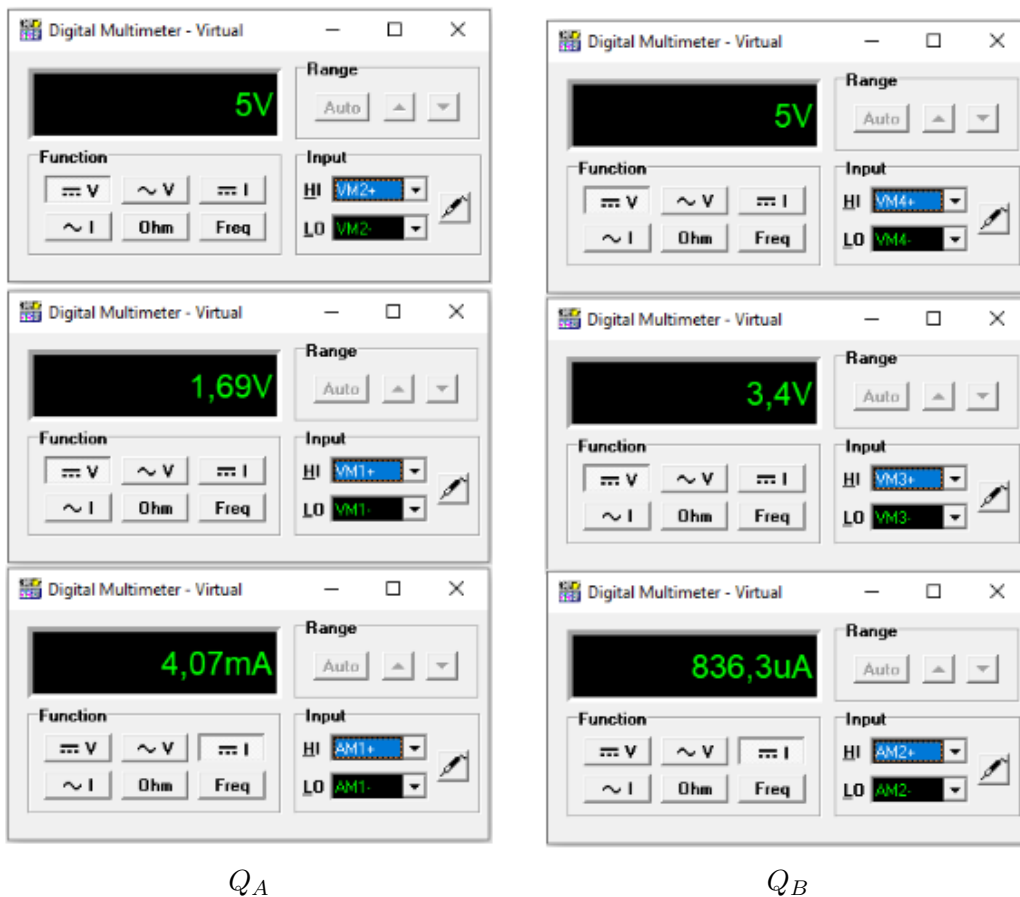 Digital Multimeter - Virtual
5V
Range
Auto
Function
V
V
I
I
Ohm
Freq
Input
HI VM2+
LO VM2-
Digital Multimeter - Virtual
1,69V
Range
Auto
Function
V
V
I
I
Ohm
Freq
Input
HI VM1+
LO VM1-
Digital Multimeter - Virtual
4,07mA
Range
Auto
Function
V
V
I
I
Ohm
Freq
Input
HI AM1+
LO AM1-
Q_A
Digital Multimeter - Virtual
5V
Range
Auto
Function
V
V
I
I
Ohm
Freq
Input
HI VM4+
LO VM4-
Digital Multimeter - Virtual
3,4V
Range
Auto
Function
V
V
I
I
Ohm
Freq
Input
HI VM3+
LO VM3-
Digital Multimeter - Virtual
836,3uA
Range
Auto
Function
V
V
I
I
Ohm
Freq
Input
HI AM2+
LO AM2-
Q_B